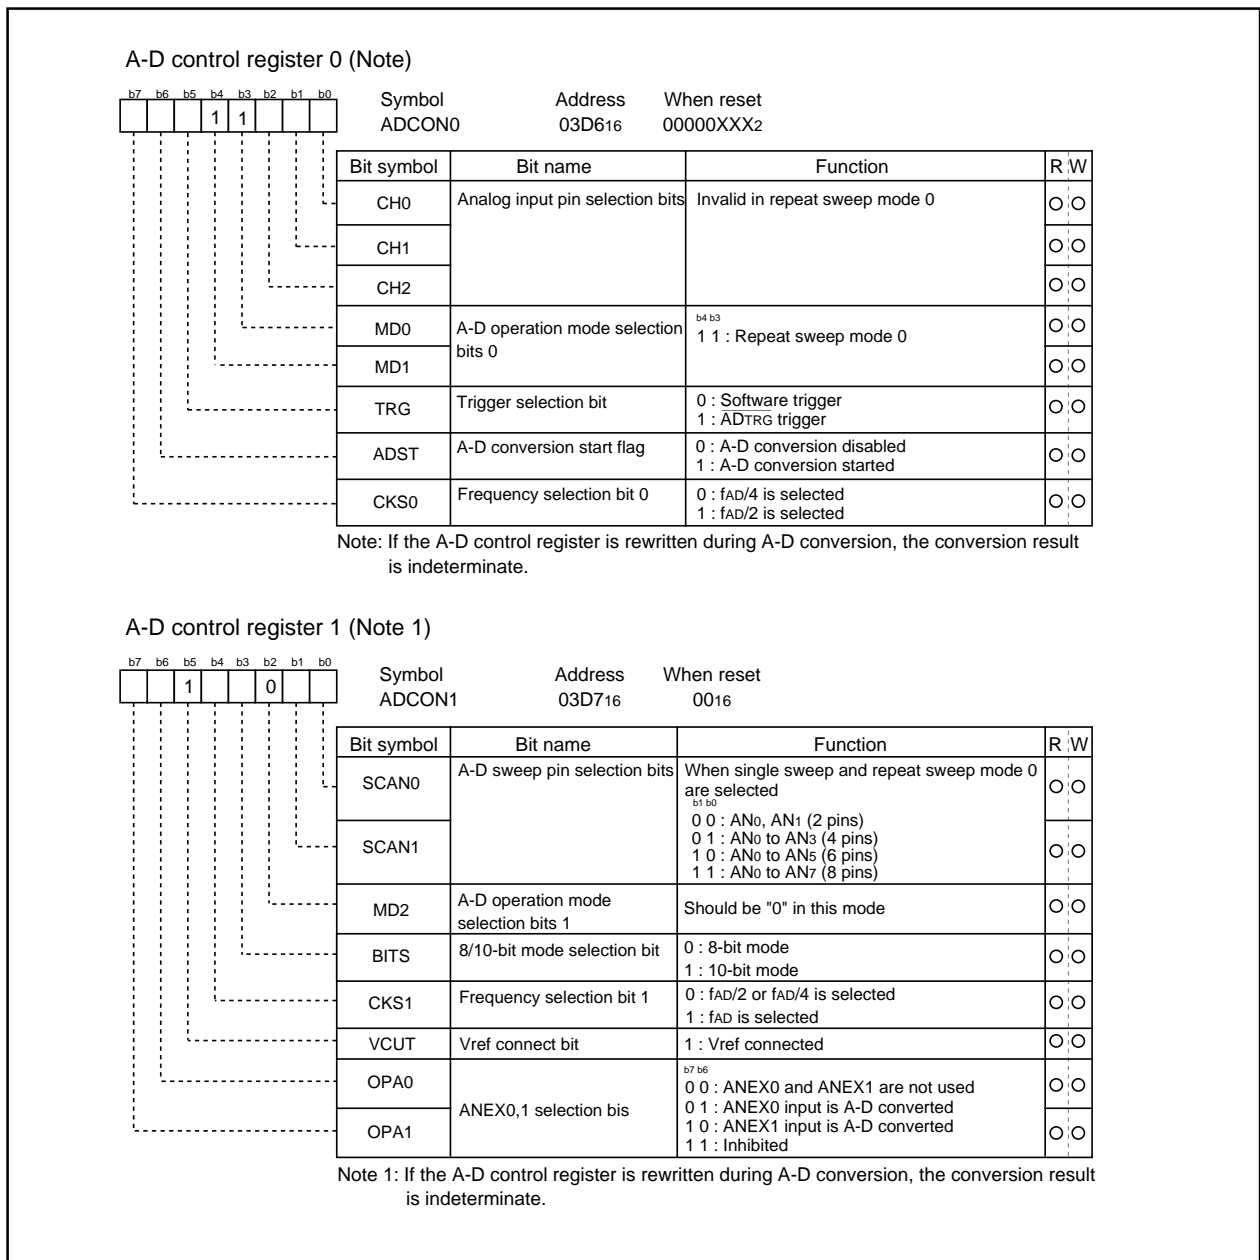 A-D control register 0 (Note)
b7 b6 b5 b4 b3 b2 b1 b0
1 1
Symbol Address When reset
ADCON0 03D616 00000XXX2
Bit symbol Bit name Function R W
CH0 Analog input pin selection bits Invalid in repeat sweep mode 0
CH1
CH2
MD0 A-D operation mode selection bits 0
b4 b3
1 1 : Repeat sweep mode 0
MD1
TRG Trigger selection bit 0 : Software trigger
1 : ADTRG trigger
ADST A-D conversion start flag 0 : A-D conversion disabled
1 : A-D conversion started
CKS0 Frequency selection bit 0 0 : fAD/4 is selected
1 : fAD/2 is selected
Note: If the A-D control register is rewritten during A-D conversion, the conversion result
is indeterminate.
A-D control register 1 (Note 1)
b7 b6 b5 b4 b3 b2 b1 b0
1 0
Symbol Address When reset
ADCON1 03D716 0016
Bit symbol Bit name Function R W
SCAN0 A-D sweep pin selection bits When single sweep and repeat sweep mode 0
are selected
b1 b0
0 0 : AN0, AN1 (2 pins)
0 1 : AN0 to AN3 (4 pins)
1 0 : AN0 to AN5 (6 pins)
1 1 : AN0 to AN7 (8 pins)
SCAN1
MD2 A-D operation mode
selection bits 1
Should be "0" in this mode
BITS 8/10-bit mode selection bit 0 : 8-bit mode
1 : 10-bit mode
CKS1 Frequency selection bit 1 0 : fAD/2 or fAD/4 is selected
1 : fAD is selected
VCUT Vref connect bit 1 : Vref connected
OPA0
OPA1
ANEX0,1 selection bis
b7 b6
0 0 : ANEX0 and ANEX1 are not used
0 1 : ANEX0 input is A-D converted
1 0 : ANEX1 input is A-D converted
1 1 : Inhibited
Note 1: If the A-D control register is rewritten during A-D conversion, the conversion result
is indeterminate.